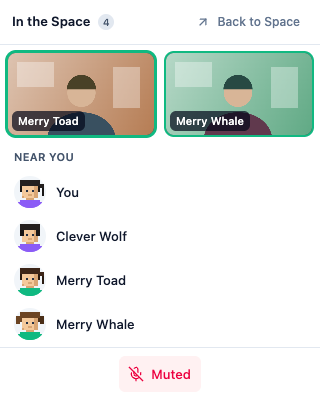 In the Space 4
Back to Space
Merry Toad
Merry Whale
NEAR YOU
You
Clever Wolf
Merry Toad
Merry Whale
Muted